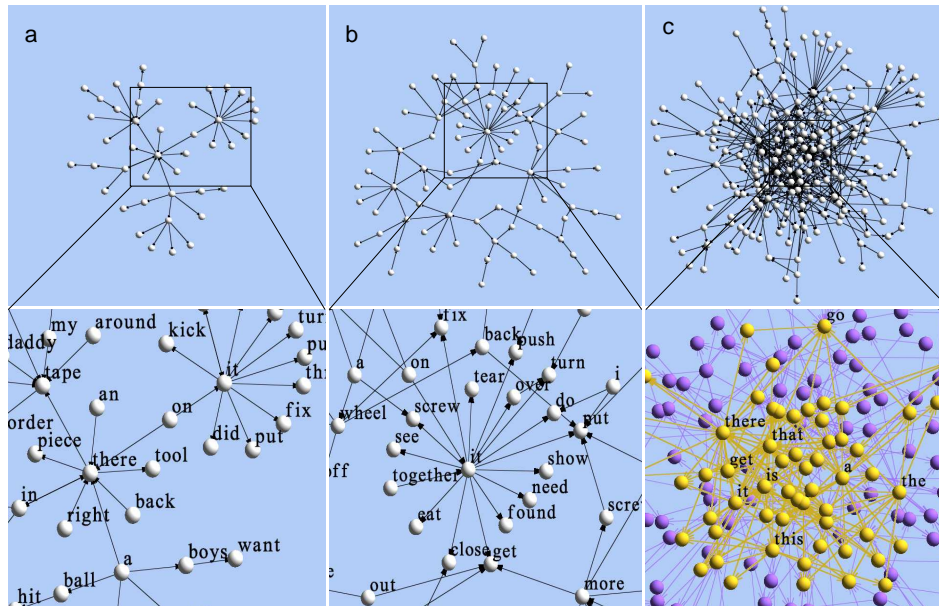 a
b
c
my
around
daddy
tape
kick
it
an
on
order
piece
there
tool
did
put
fix
in
right
back
a
boys
want
hit
ball
fix
a
on
back
push
tear
over
turn
i
wheel
screw
do
put
see
it
off
together
show
need
eat
found
close
get
out
more
go
there
that
get
is
a
it
the
this